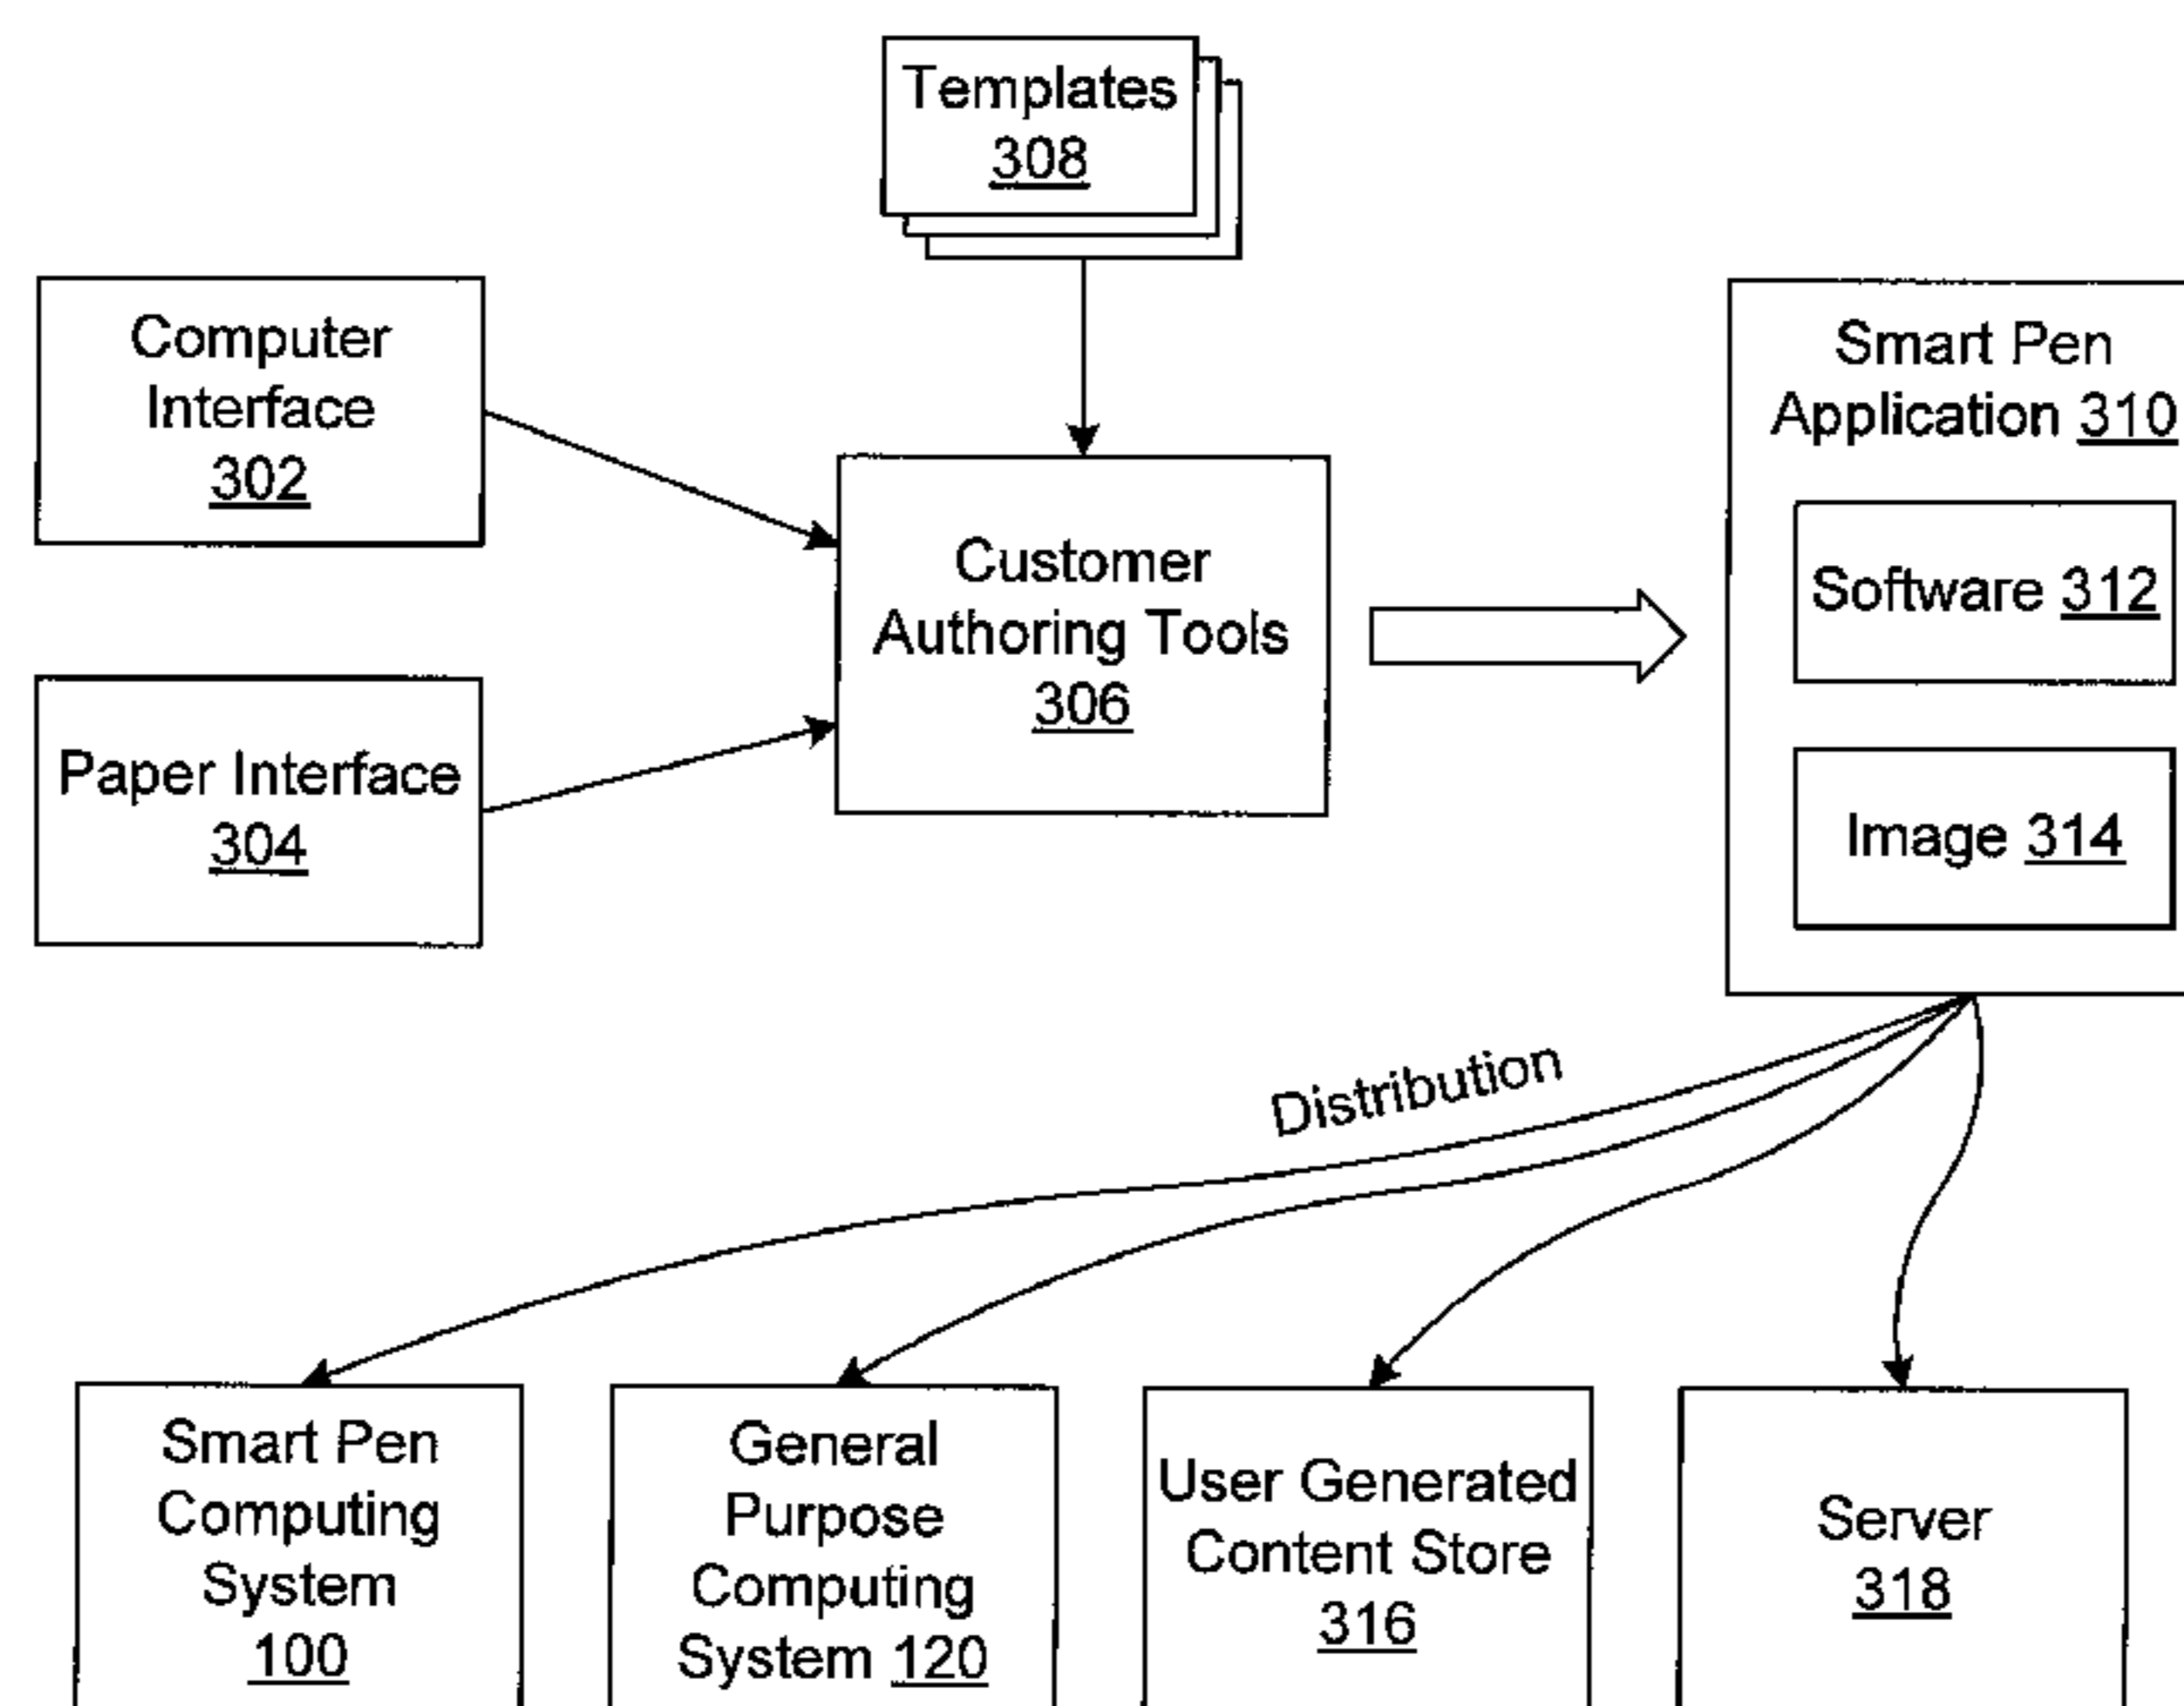 Templates
308
Computer
Interface
302
Smart Pen
Application 310
Customer
Authoring Tools
306
Software 312
Paper Interface
304
Image 314
Distribution
Smart Pen
Computing
System
100
General
Purpose
Computing
System 120
User Generated
Content Store
316
Server
318